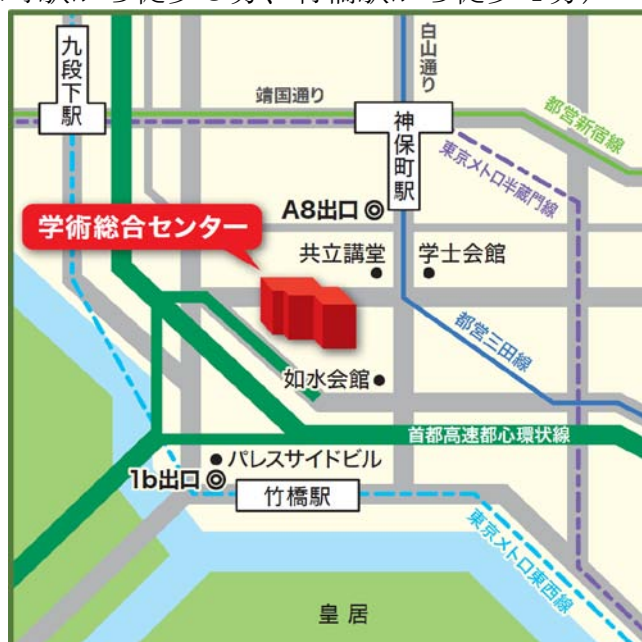 九段下駅
白山通り
靖国通り
神保町駅
都営新宿線
東京メトロ半蔵門線
A8出口
学術総合センター
共立講堂
学士会館
都営三田線
如水会館
首都高速都心環状線
パレスサイドビル
1b出口
竹橋駅
東京メトロ東西線
皇居